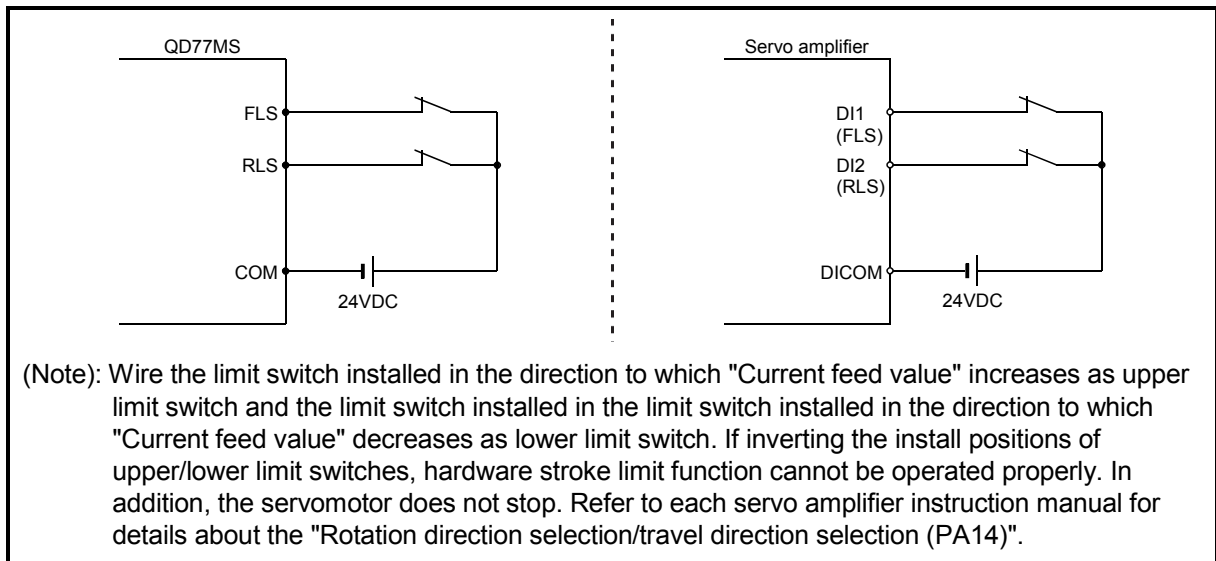 QD77MS
FLS
RLS
COM
24VDC
Servo amplifier
DI1
(FLS)
DI2
(RLS)
DICOM
24VDC
(Note): Wire the limit switch installed in the direction to which "Current feed value" increases as upper
limit switch and the limit switch installed in the limit switch installed in the direction to which
"Current feed value" decreases as lower limit switch. If inverting the install positions of
upper/lower limit switches, hardware stroke limit function cannot be operated properly. In
addition, the servomotor does not stop. Refer to each servo amplifier instruction manual for
details about the "Rotation direction selection/travel direction selection (PA14)".